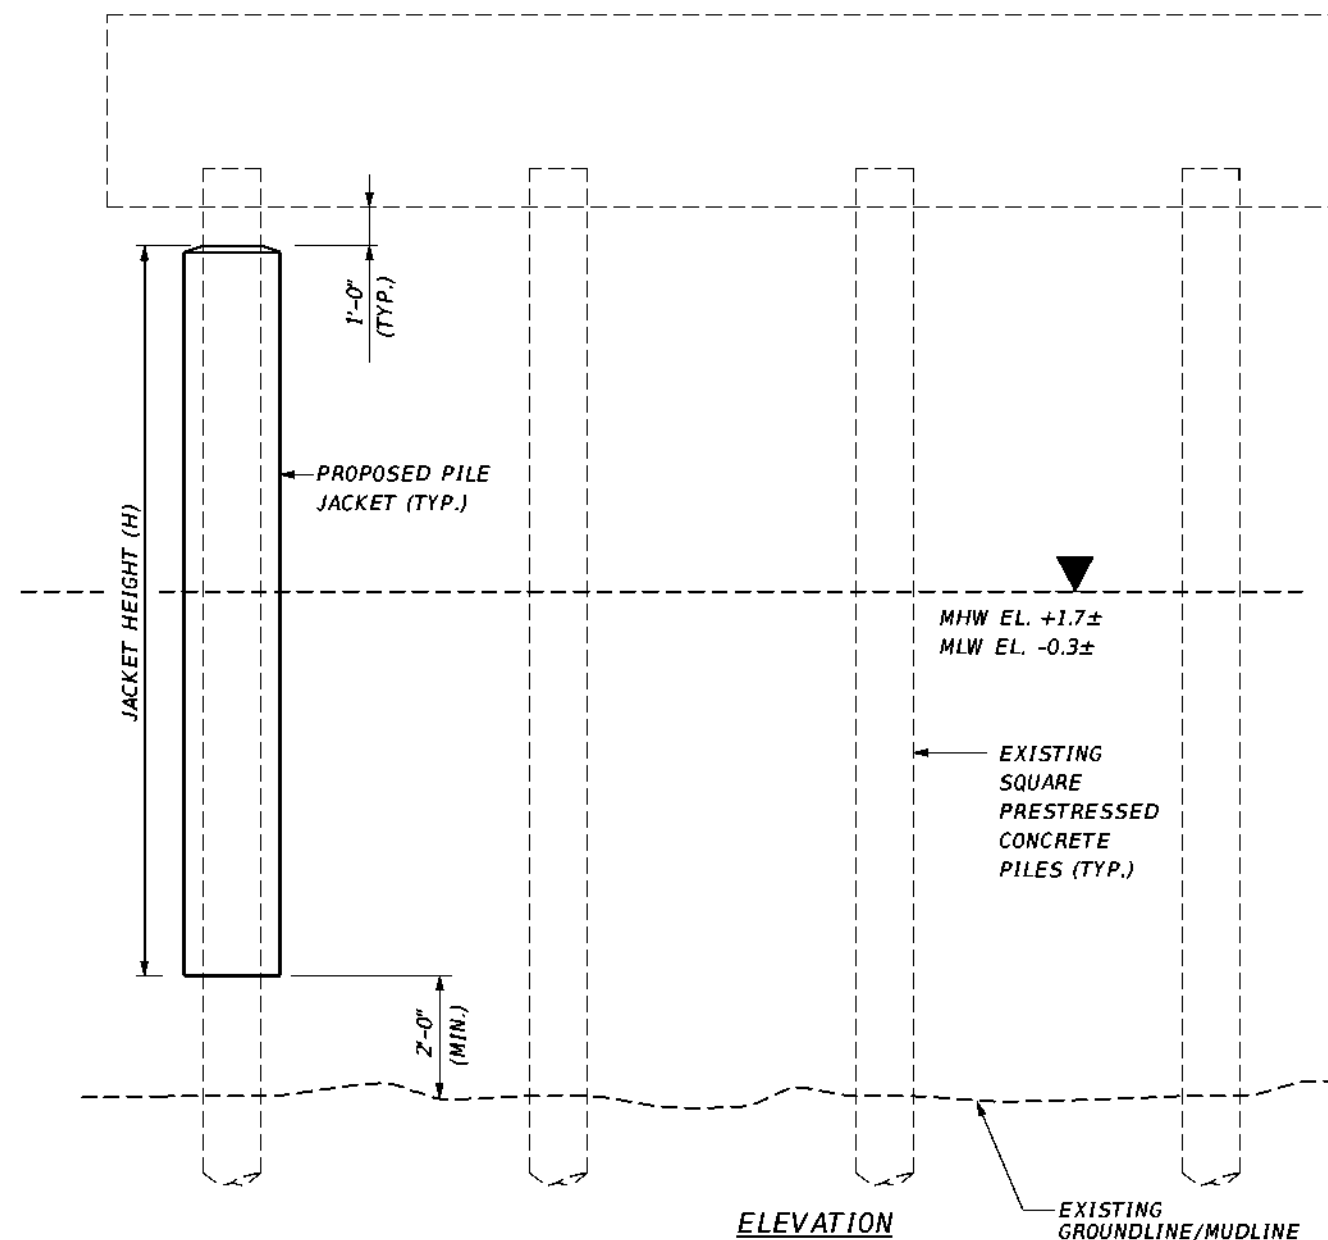 1'-0"
(TYP.)
PROPOSED PILE
JACKET (TYP.)
JACKET HEIGHT (H)
MHW EL. +1.7±
MLW EL. -0.3±
EXISTING
SQUARE
PRESTRESSED
CONCRETE
PILES (TYP.)
2'-0"
(MIN.)
ELEVATION
EXISTING
GROUNDLINE/MUDLINE